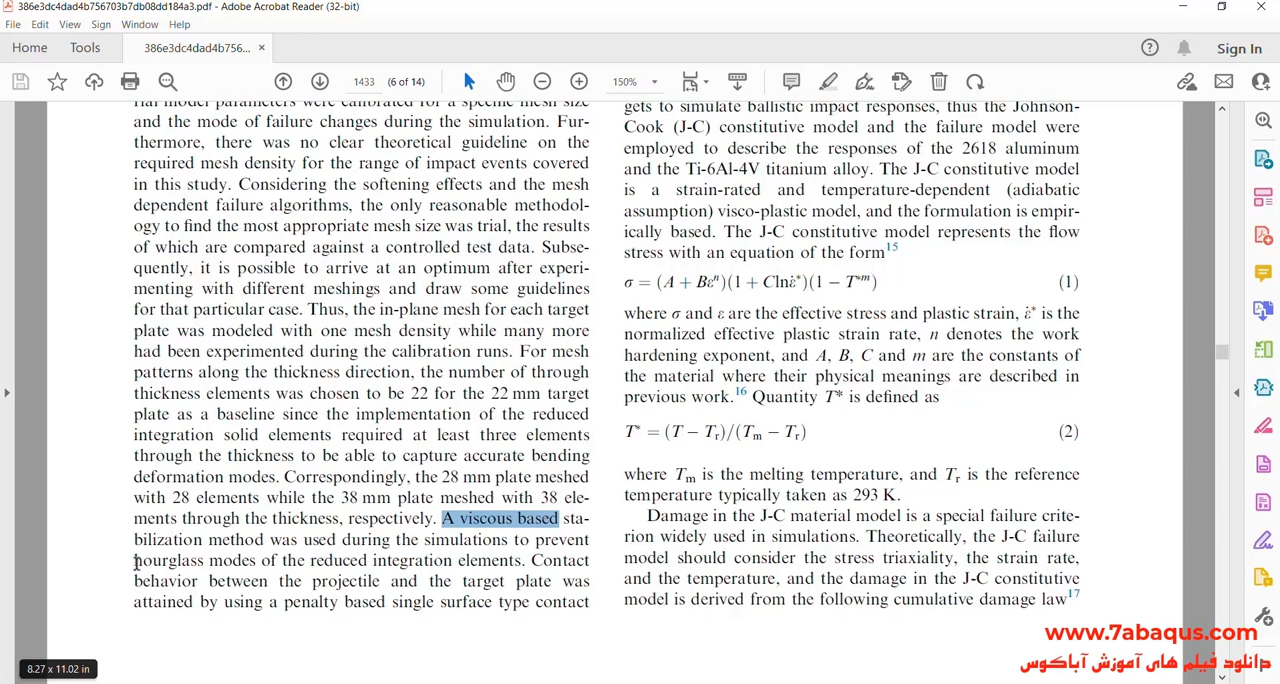 386e3dc4dad4b756703b7db08dd184a3.pdf - Adobe Acrobat Reader (32-bit)
File Edit View Sign Window Help
Home Tools 386e3dc4dad4b756... × Sign In
1433 (6 of 14) 150%
rial model parameters were calibrated for a specific mesh size
and the mode of failure changes during the simulation. Fur-
thermore, there was no clear theoretical guideline on the
required mesh density for the range of impact events covered
in this study. Considering the softening effects and the mesh
dependent failure algorithms, the only reasonable methodol-
ogy to find the most appropriate mesh size was trial, the results
of which are compared against a controlled test data. Subse-
quently, it is possible to arrive at an optimum after experi-
menting with different meshings and draw some guidelines
for that particular case. Thus, the in-plane mesh for each target
plate was modeled with one mesh density while many more
had been experimented during the calibration runs. For mesh
patterns along the thickness direction, the number of through
thickness elements was chosen to be 22 for the 22 mm target
plate as a baseline since the implementation of the reduced
integration solid elements required at least three elements
through the thickness to be able to capture accurate bending
deformation modes. Correspondingly, the 28 mm plate meshed
with 28 elements while the 38 mm plate meshed with 38 ele-
ments through the thickness, respectively. A viscous based sta-
bilization method was used during the simulations to prevent
hourglass modes of the reduced integration elements. Contact
behavior between the projectile and the target plate was
attained by using a penalty based single surface type contact
gets to simulate ballistic impact responses, thus the Johnson-
Cook (J-C) constitutive model and the failure model were
employed to describe the responses of the 2618 aluminum
and the Ti-6Al-4V titanium alloy. The J-C constitutive model
is a strain-rated and temperature-dependent (adiabatic
assumption) visco-plastic model, and the formulation is empir-
ically based. The J-C constitutive model represents the flow
stress with an equation of the form15
σ = (A + Bεⁿ)(1 + Clnε̇*)(1 − T*ᵐ) (1)
where σ and ε are the effective stress and plastic strain, ε̇* is the
normalized effective plastic strain rate, n denotes the work
hardening exponent, and A, B, C and m are the constants of
the material where their physical meanings are described in
previous work.16 Quantity T* is defined as
T* = (T − Tr)/(Tm − Tr) (2)
where Tm is the melting temperature, and Tr is the reference
temperature typically taken as 293 K.
Damage in the J-C material model is a special failure crite-
rion widely used in simulations. Theoretically, the J-C failure
model should consider the stress triaxiality, the strain rate,
and the temperature, and the damage in the J-C constitutive
model is derived from the following cumulative damage law17
8.27 x 11.02 in
www.7abaqus.com
دانلود فیلم های آموزش آباکوس